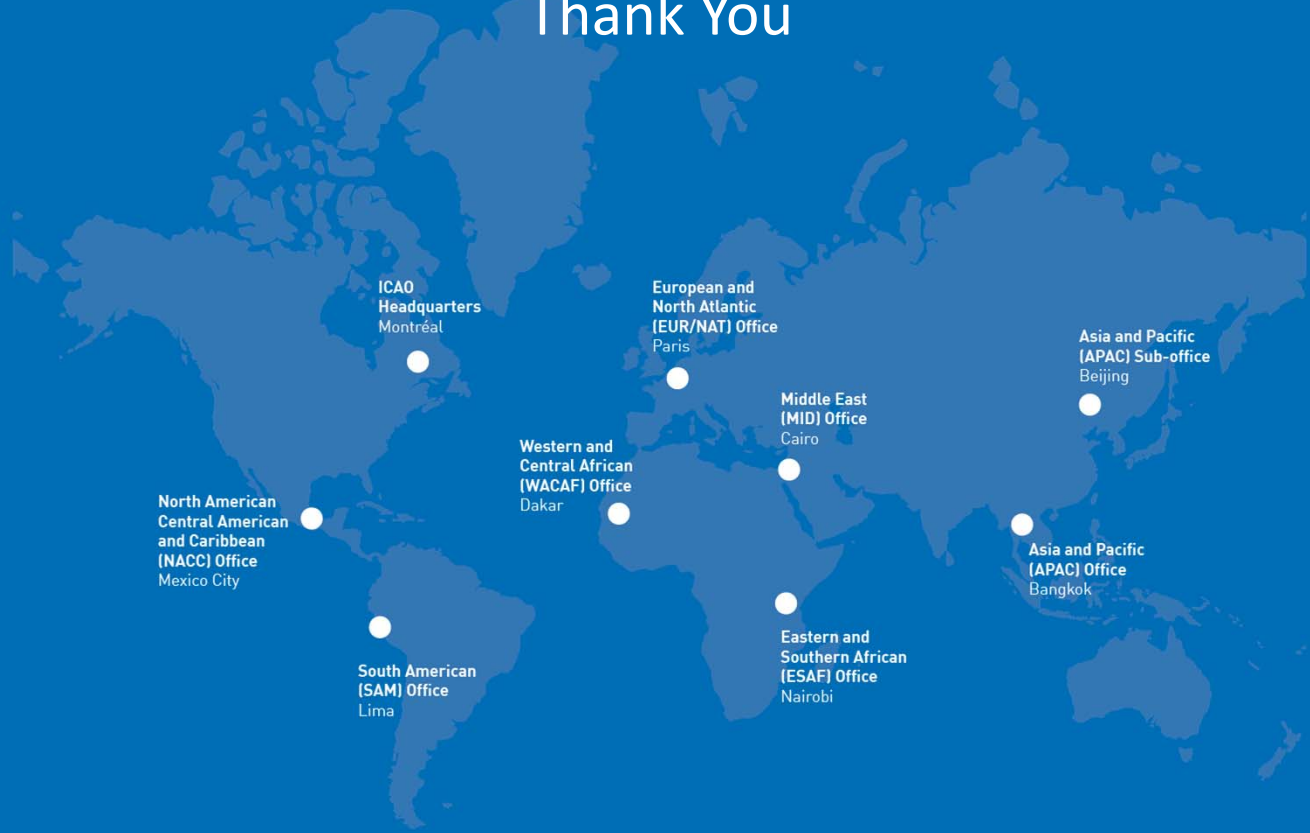 Thank You
ICAO
Headquarters
Montréal
European and
North Atlantic
(EUR/NAT) Office
Paris
Asia and Pacific
(APAC) Sub-office
Beijing
Middle East
(MID) Office
Cairo
Western and
Central African
(WACAF) Office
Dakar
North American
Central American
and Caribbean
(NACC) Office
Mexico City
Asia and Pacific
(APAC) Office
Bangkok
Eastern and
Southern African
(ESAF) Office
Nairobi
South American
(SAM) Office
Lima